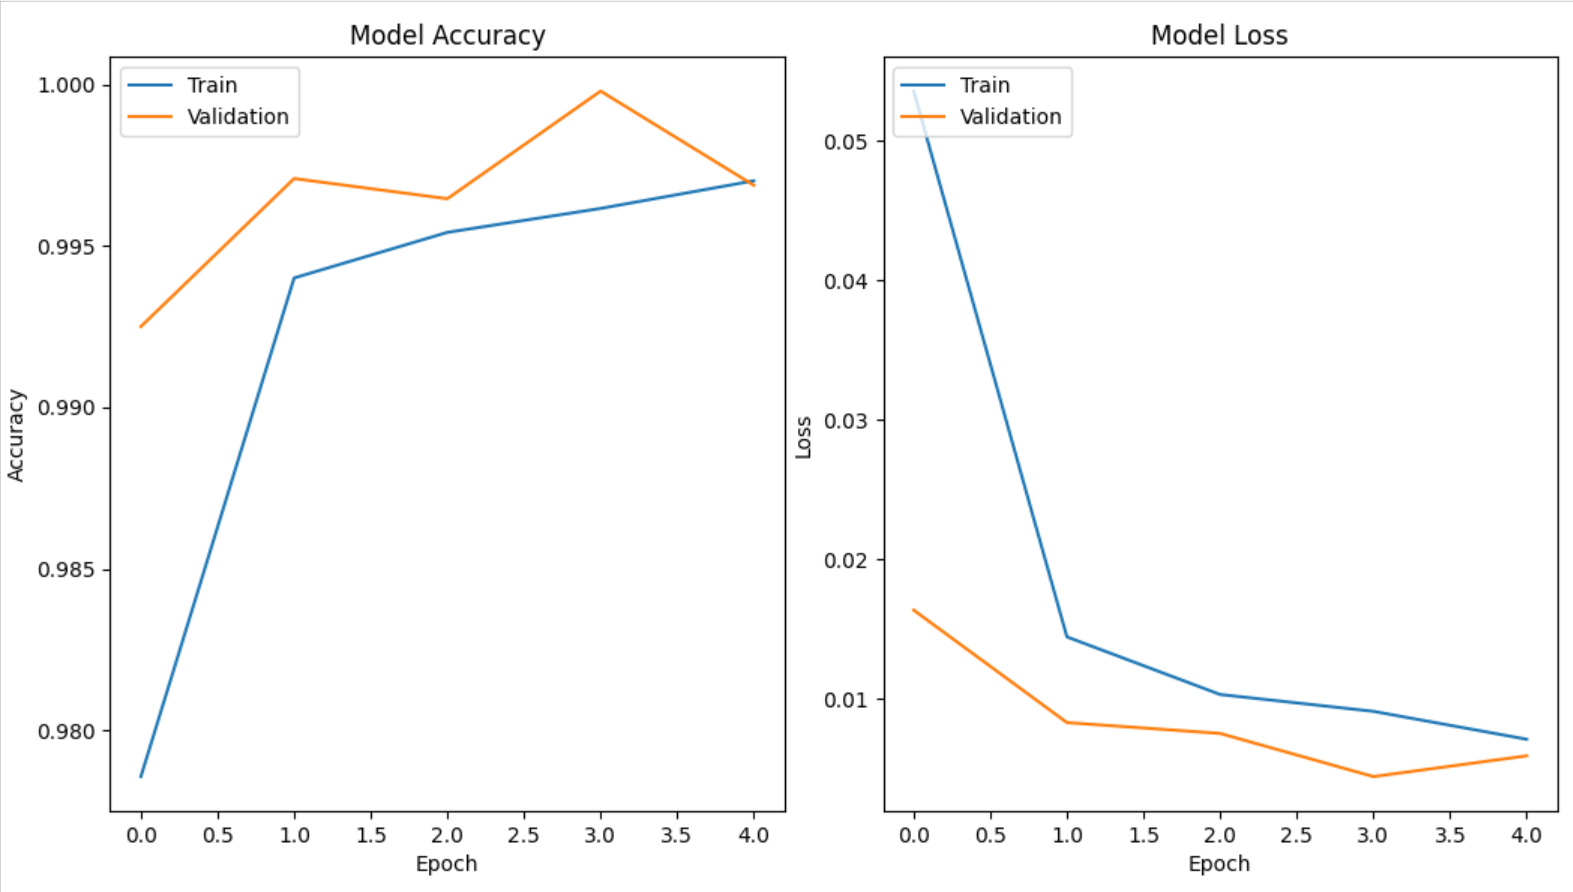 Model Accuracy
Train
Validation
1.000
0.995
0.990
0.985
0.980
Accuracy
0.0 0.5 1.0 1.5 2.0 2.5 3.0 3.5 4.0
Epoch
Model Loss
Train
Validation
0.05
0.04
0.03
0.02
0.01
Loss
0.0 0.5 1.0 1.5 2.0 2.5 3.0 3.5 4.0
Epoch